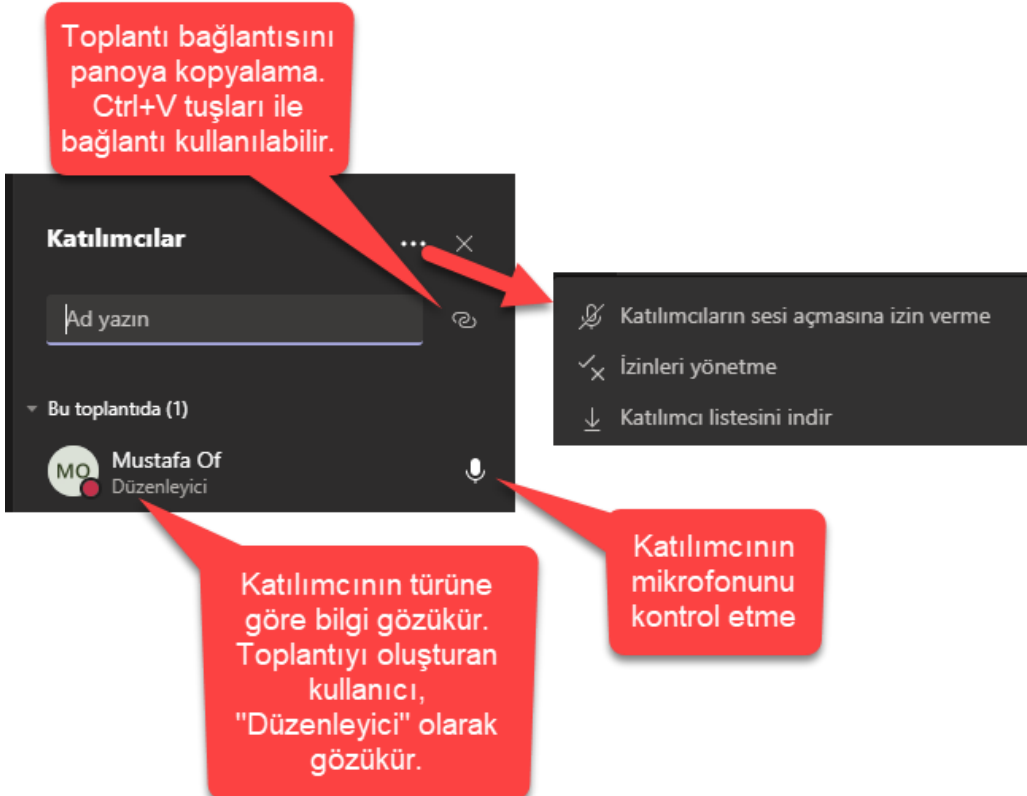 Toplantı bağlantısını
panoya kopyalama.
Ctrl+V tuşları ile
bağlantı kullanılabilir.
Katılımcılar
Ad yazın
Bu toplantıda (1)
MO
Mustafa Of
Düzenleyici
Katılımcıların sesi açmasına izin verme
İzinleri yönetme
Katılımcı listesini indir
Katılımcının
mikrofonunu
kontrol etme
Katılımcının türüne
göre bilgi gözükür.
Toplantıyı oluşturan
kullanıcı,
"Düzenleyici" olarak
gözükür.